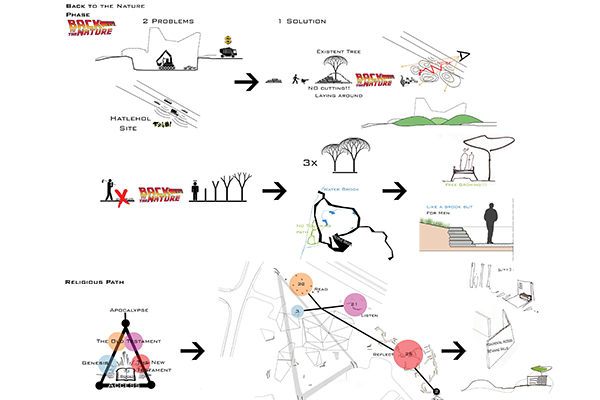 Back to the Nature
Phase
BACK TO THE NATURE
2 Problems
1 Solution
$
Existent Tree
NO cutting!!
Laying around
BACK TO THE NATURE
A
Hatlehol
Site
3x
BACK TO THE NATURE
Water Brook
Free Growing!!!
Like a brook but
for Men
Religious Path
Apocalypse
The Old Testament
Genesis
The New
Testament
ACCESS
Read
Listen
21
3
Reflect